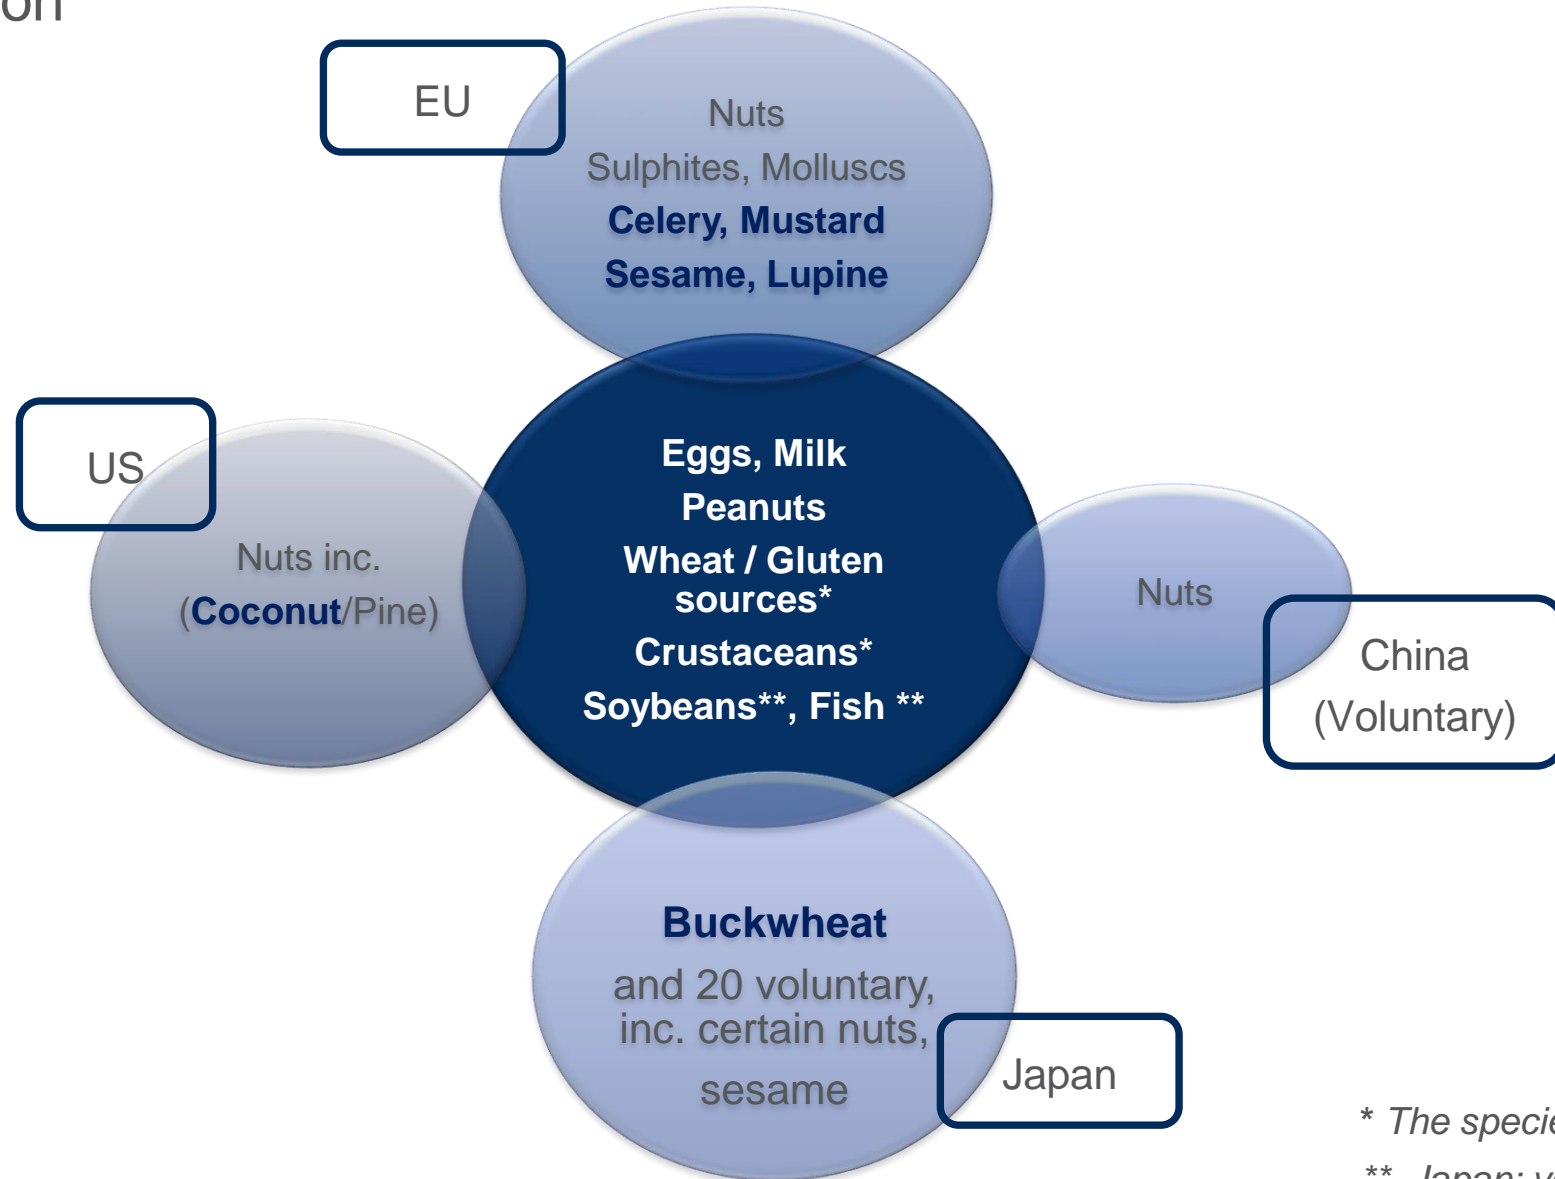 EU
Nuts
Sulphites, Molluscs
Celery, Mustard
Sesame, Lupine
US
Nuts inc.
(Coconut/Pine)
Eggs, Milk
Peanuts
Wheat / Gluten
sources*
Crustaceans*
Soybeans**, Fish **
Nuts
China
(Voluntary)
Buckwheat
and 20 voluntary,
inc. certain nuts,
sesame
Japan
* The
** Japan: